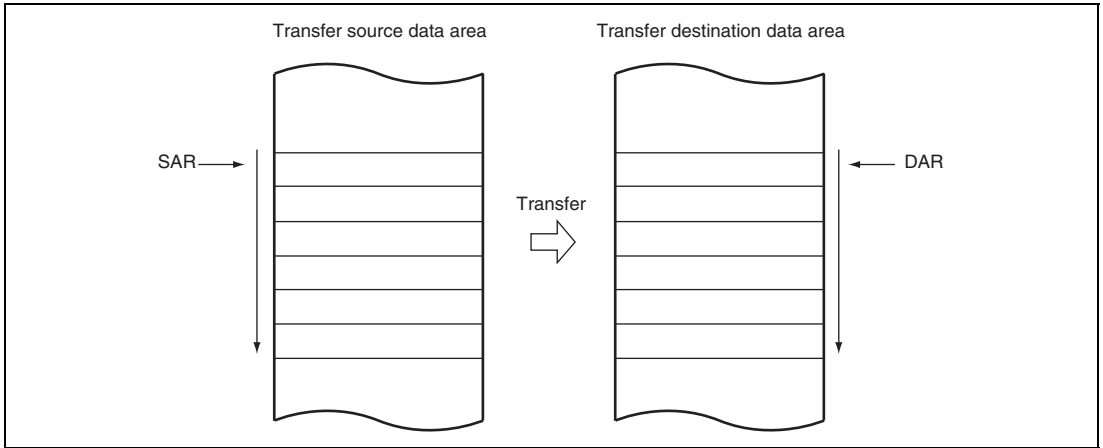 Transfer source data area
Transfer destination data area
SAR
DAR
Transfer